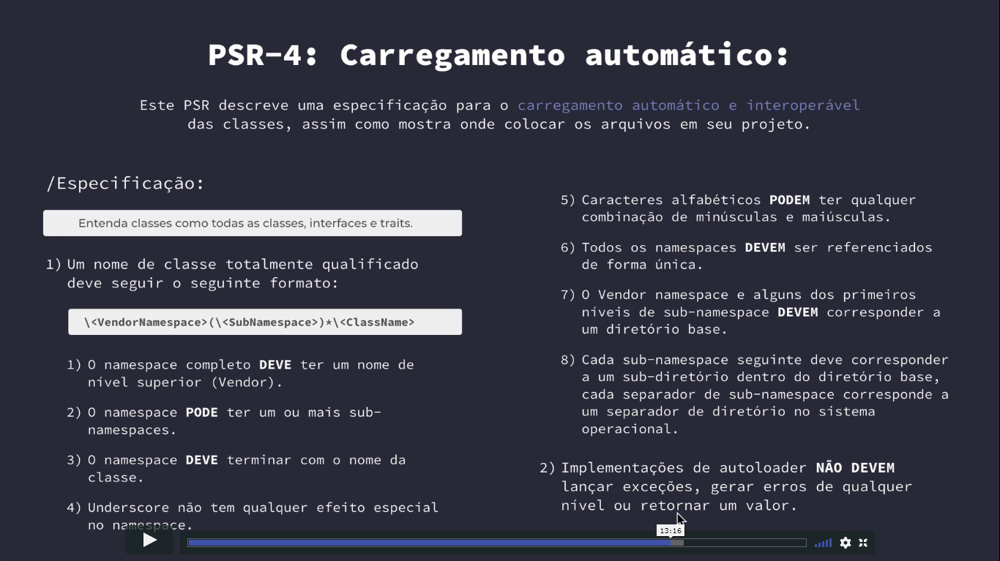 PSR-4: Carregamento automático:
Este PSR descreve uma especificação para o carregamento automático e interoperável
das classes, assim como mostra onde colocar os arquivos em seu projeto.
/Especificação:
Entenda classes como todas as classes, interfaces e traits.
1) Um nome de classe totalmente qualificado
deve seguir o seguinte formato:
\<VendorNamespace>(\<SubNamespace>)*\<ClassName>
1) O namespace completo DEVE ter um nome de
nível superior (Vendor).
2) O namespace PODE ter um ou mais sub-
namespaces.
3) O namespace DEVE terminar com o nome da
classe.
4) Underscore não tem qualquer efeito especial
no namespace.
5) Caracteres alfabéticos PODEM ter qualquer
combinação de minúsculas e maiúsculas.
6) Todos os namespaces DEVEM ser referenciados
de forma única.
7) O Vendor namespace e alguns dos primeiros
níveis de sub-namespace DEVEM corresponder a
um diretório base.
8) Cada sub-namespace seguinte deve corresponder
a um sub-diretório dentro do diretório base,
cada separador de sub-namespace corresponde a
um separador de diretório no sistema
operacional.
2) Implementações de autoloader NÃO DEVEM
lançar exceções, gerar erros de qualquer
nível ou retornar um valor.
13:16